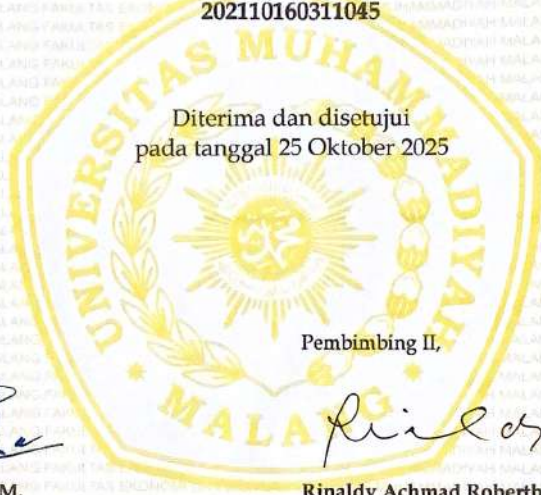 202110160311045
UNIVERSITAS MUHAMMADIYAH
Diterima dan disetujui
pada tanggal 25 Oktober 2025
Pembimbing II,
MALANG
M.
Rinaldy Achmad Roberth